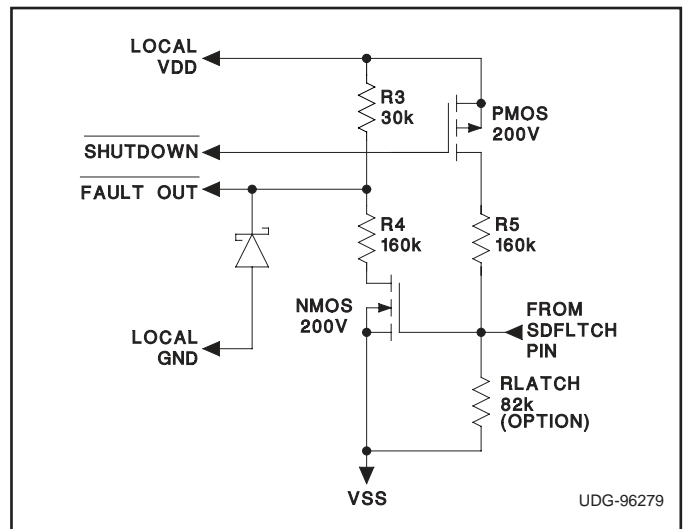 LOCAL
VDD
R3
30k
PMOS
200V
SHUTDOWN
FAULT OUT
R4
160k
R5
160k
NMOS
200V
FROM
SDFLTCH
PIN
LOCAL
GND
RLATCH
82k
(OPTION)
VSS
UDG-96279